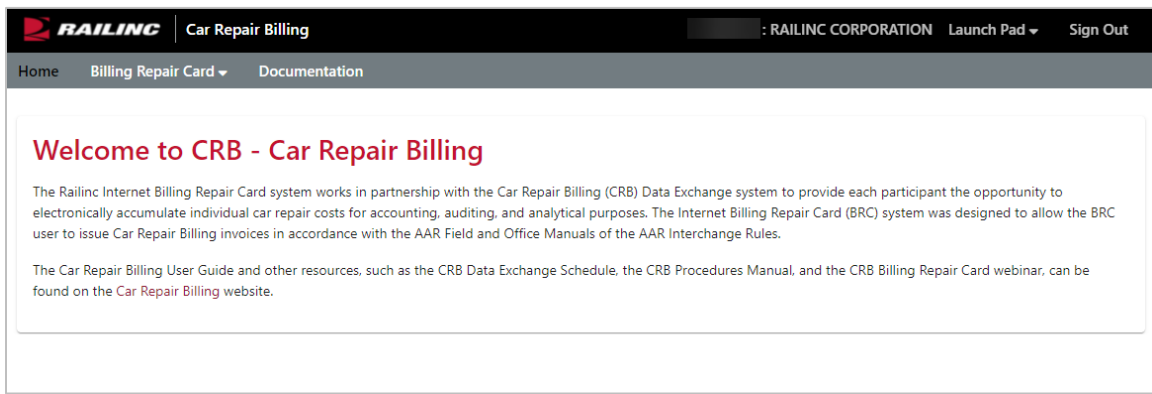 RAILINC Car Repair Billing : RAILINC CORPORATION Launch Pad Sign Out
Home Billing Repair Card Documentation
Welcome to CRB - Car Repair Billing
The Railinc Internet Billing Repair Card system works in partnership with the Car Repair Billing (CRB) Data Exchange system to provide each participant the opportunity to
electronically accumulate individual car repair costs for accounting, auditing, and analytical purposes. The Internet Billing Repair Card (BRC) system was designed to allow the BRC
user to issue Car Repair Billing invoices in accordance with the AAR Field and Office Manuals of the AAR Interchange Rules.
The Car Repair Billing User Guide and other resources, such as the CRB Data Exchange Schedule, the CRB Procedures Manual, and the CRB Billing Repair Card webinar, can be
found on the Car Repair Billing website.